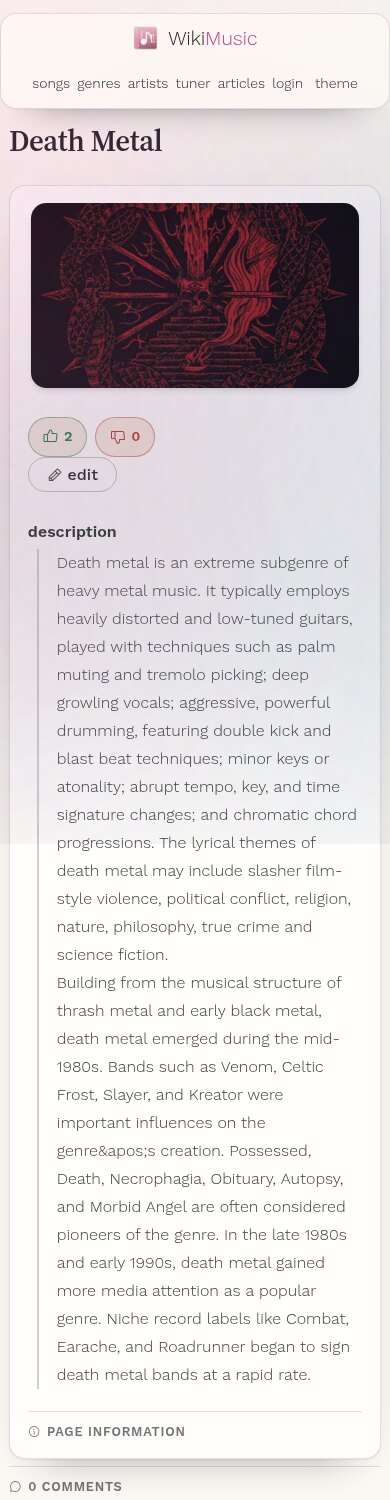 WikiMusic
songs genres artists tuner articles login theme
Death Metal
2 0
edit
description
Death metal is an extreme subgenre of
heavy metal music. It typically employs
heavily distorted and low-tuned guitars,
played with techniques such as palm
muting and tremolo picking; deep
growling vocals; aggressive, powerful
drumming, featuring double kick and
blast beat techniques; minor keys or
atonality; abrupt tempo, key, and time
signature changes; and chromatic chord
progressions. The lyrical themes of
death metal may include slasher film-
style violence, political conflict, religion,
nature, philosophy, true crime and
science fiction.
Building from the musical structure of
thrash metal and early black metal,
death metal emerged during the mid-
1980s. Bands such as Venom, Celtic
Frost, Slayer, and Kreator were
important influences on the
genre&apos;s creation. Possessed,
Death, Necrophagia, Obituary, Autopsy,
and Morbid Angel are often considered
pioneers of the genre. In the late 1980s
and early 1990s, death metal gained
more media attention as a popular
genre. Niche record labels like Combat,
Earache, and Roadrunner began to sign
death metal bands at a rapid rate.
PAGE INFORMATION
0 COMMENTS